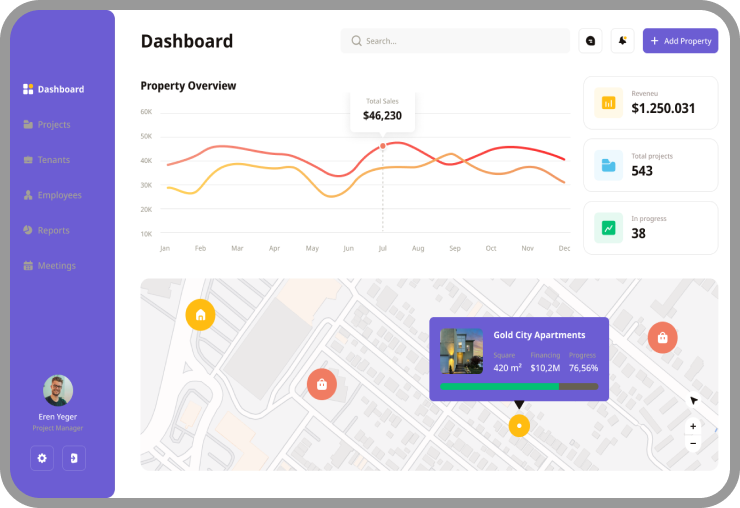 Dashboard
Search...
Add Property
Dashboard
Projects
Tenants
Employees
Reports
Meetings
Eren Yeger
Project Manager
Property Overview
Total Sales
$46,230
60K
50K
40K
30K
20K
10K
Jan Feb Mar Apr May Jun Jul Aug Sep Oct Nov Dec
Reveneu
$1.250.031
Total projects
543
In progress
38
Gold City Apartments
Square Financing Progress
420 m² $10,2M 76,56%
+
−